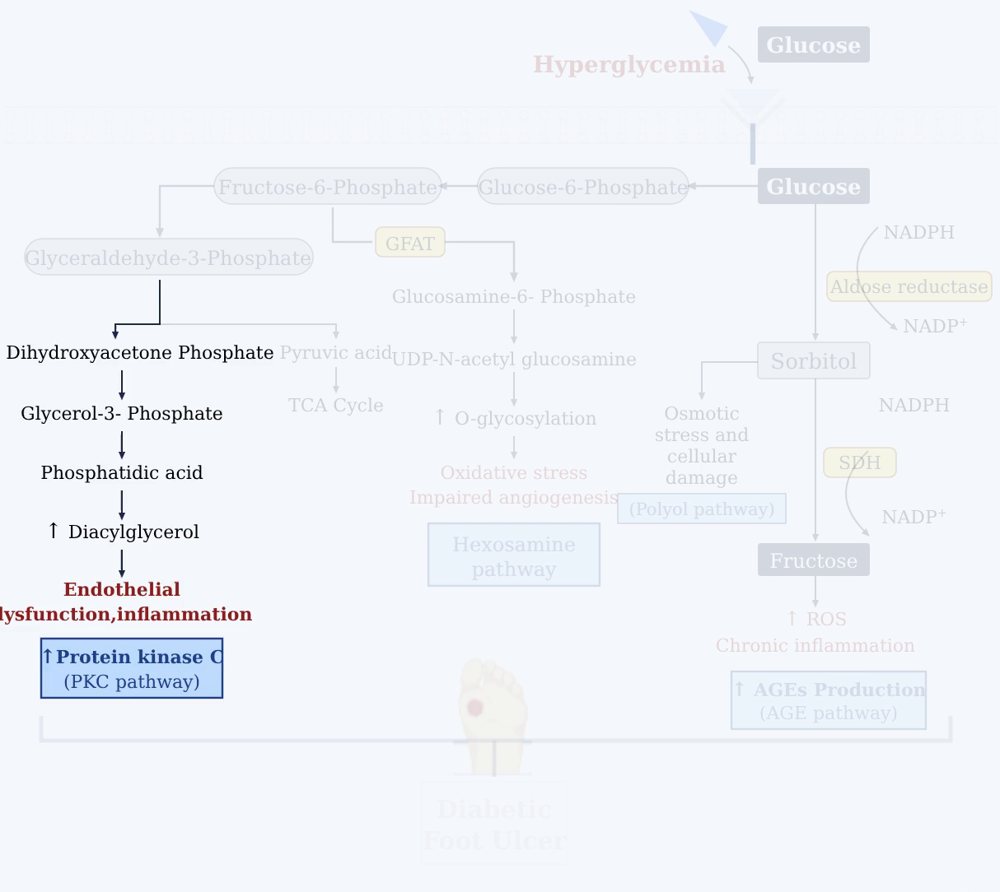 Glucose
Hyperglycemia
Fructose-6-Phosphate
Glucose-6-Phosphate
Glucose
NADPH
GFAT
Glyceraldehyde-3-Phosphate
Aldose reductase
Glucosamine-6- Phosphate
NADP⁺
Dihydroxyacetone Phosphate
Pyruvic acid
UDP-N-acetyl glucosamine
Sorbitol
Glycerol-3- Phosphate
TCA Cycle
↑ O-glycosylation
Osmotic
stress and
cellular
damage
NADPH
Phosphatidic acid
Oxidative stress
Impaired angiogenesis
SDH
(Polyol pathway)
NADP⁺
↑ Diacylglycerol
Hexosamine
pathway
Fructose
Endothelial
dysfunction,inflammation
↑ ROS
Chronic inflammation
↑Protein kinase C
(PKC pathway)
↑ AGEs Production
(AGE pathway)
Diabetic
Foot Ulcer